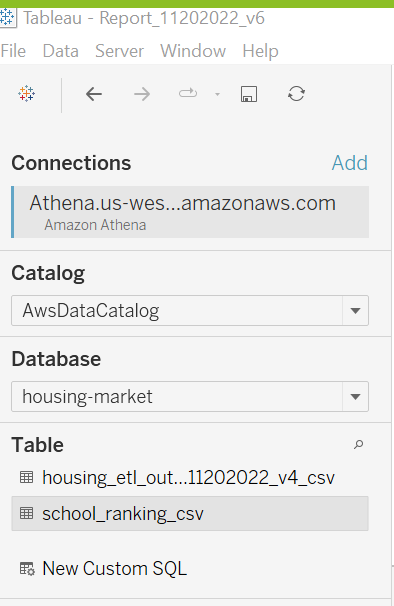 Tableau - Report_11202022_v6
File Data Server Window Help
Connections Add
Athena.us-wes...amazonaws.com
Amazon Athena
Catalog
AwsDataCatalog
Database
housing-market
Table
housing_etl_out...11202022_v4_csv
school_ranking_csv
New Custom SQL